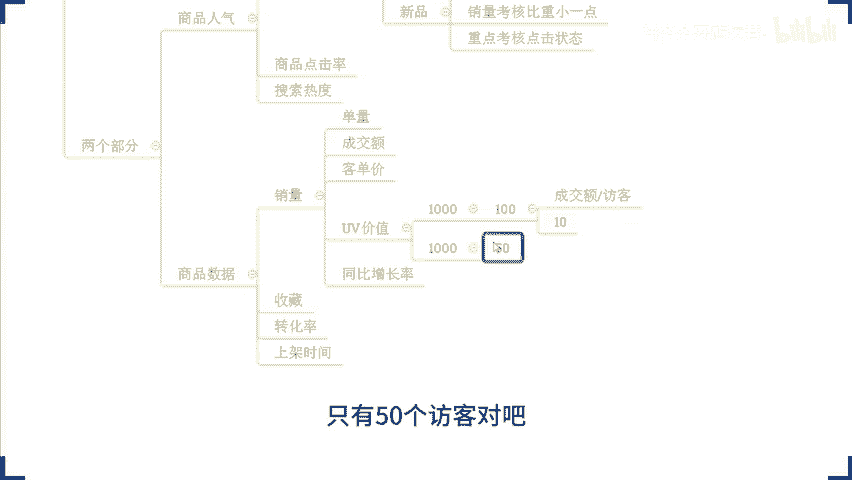 商品人气
新品
销量考核比重小一点
重点考核点击状态
商品点击率
搜索热度
两个部分
单量
成交额
客单价
销量
UV价值
1000
100
成交额/访客
10
1000
50
同比增长率
商品数据
收藏
转化率
上架时间
只有50个访客对吧
bilibili